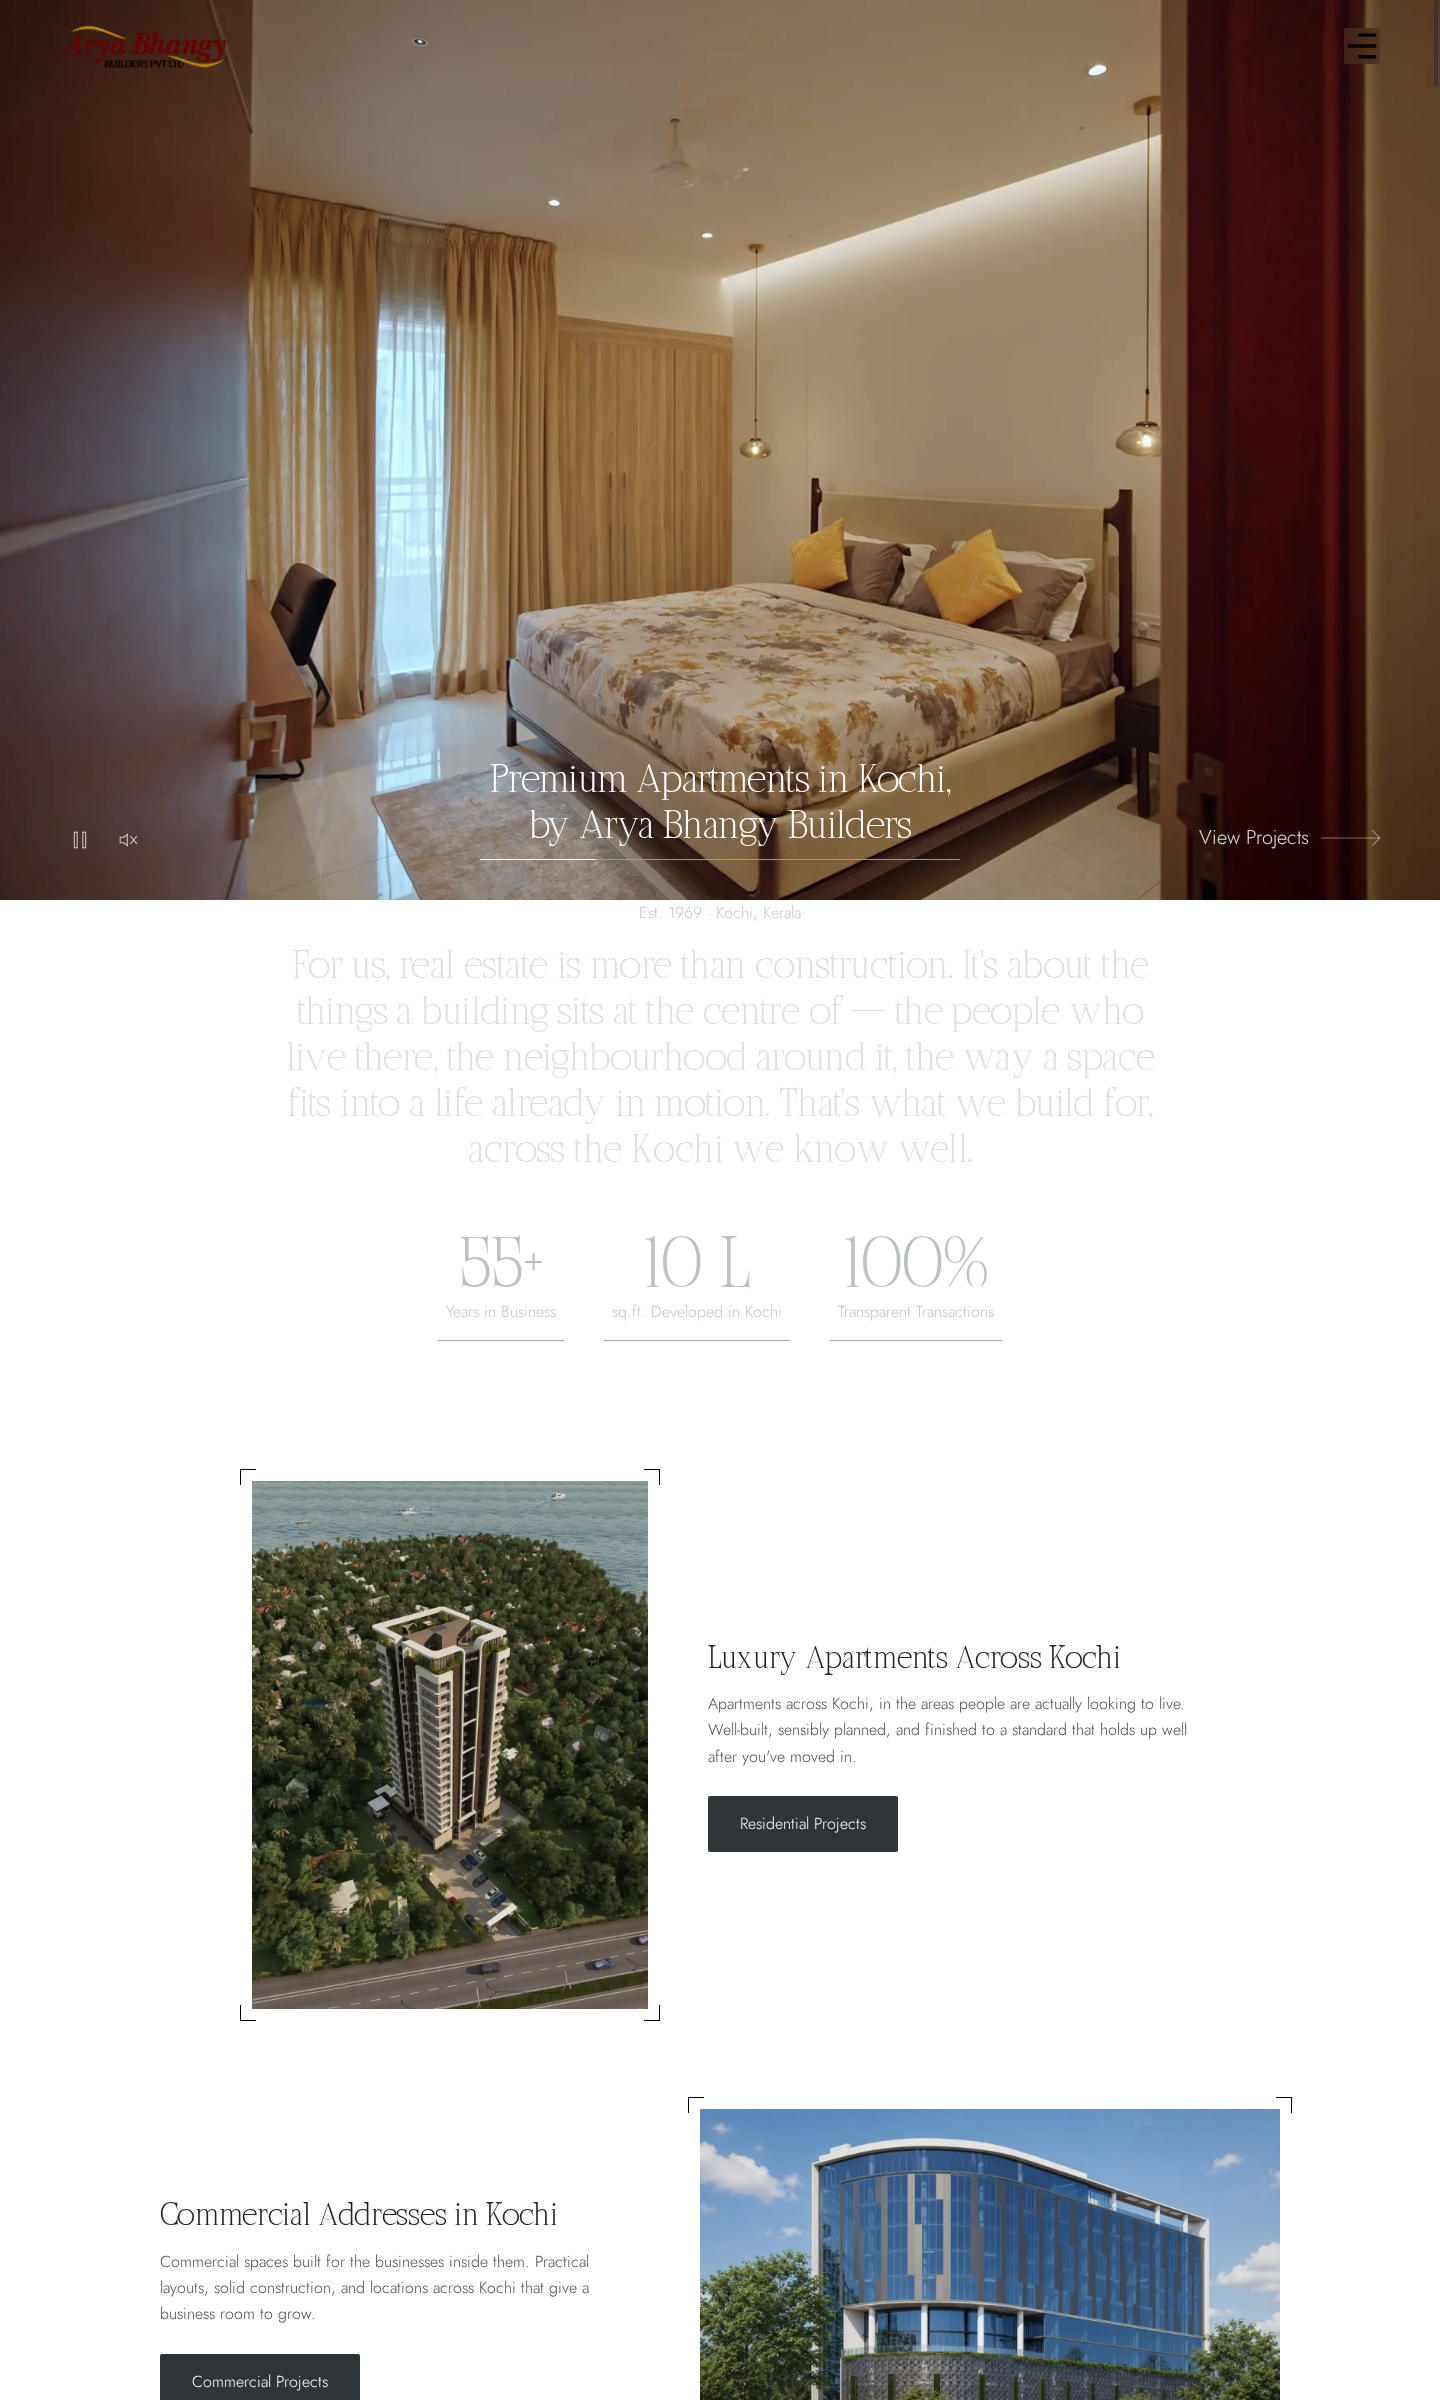 Arya Bhangy
BUILDERS PVT LTD
Premium Apartments in Kochi,
by Arya Bhangy Builders
View Projects
Est. 1969 · Kochi, Kerala
For us, real estate is more than construction. It's about the
things a building sits at the centre of — the people who
live there, the neighbourhood around it, the way a space
fits into a life already in motion. That's what we build for,
across the Kochi we know well.
55+
Years in Business
10 L
sq.ft. Developed in Kochi
100%
Transparent Transactions
Luxury Apartments Across Kochi
Apartments across Kochi, in the areas people are actually looking to live.
Well-built, sensibly planned, and finished to a standard that holds up well
after you've moved in.
Residential Projects
Commercial Addresses in Kochi
Commercial spaces built for the businesses inside them. Practical
layouts, solid construction, and locations across Kochi that give a
business room to grow.
Commercial Projects